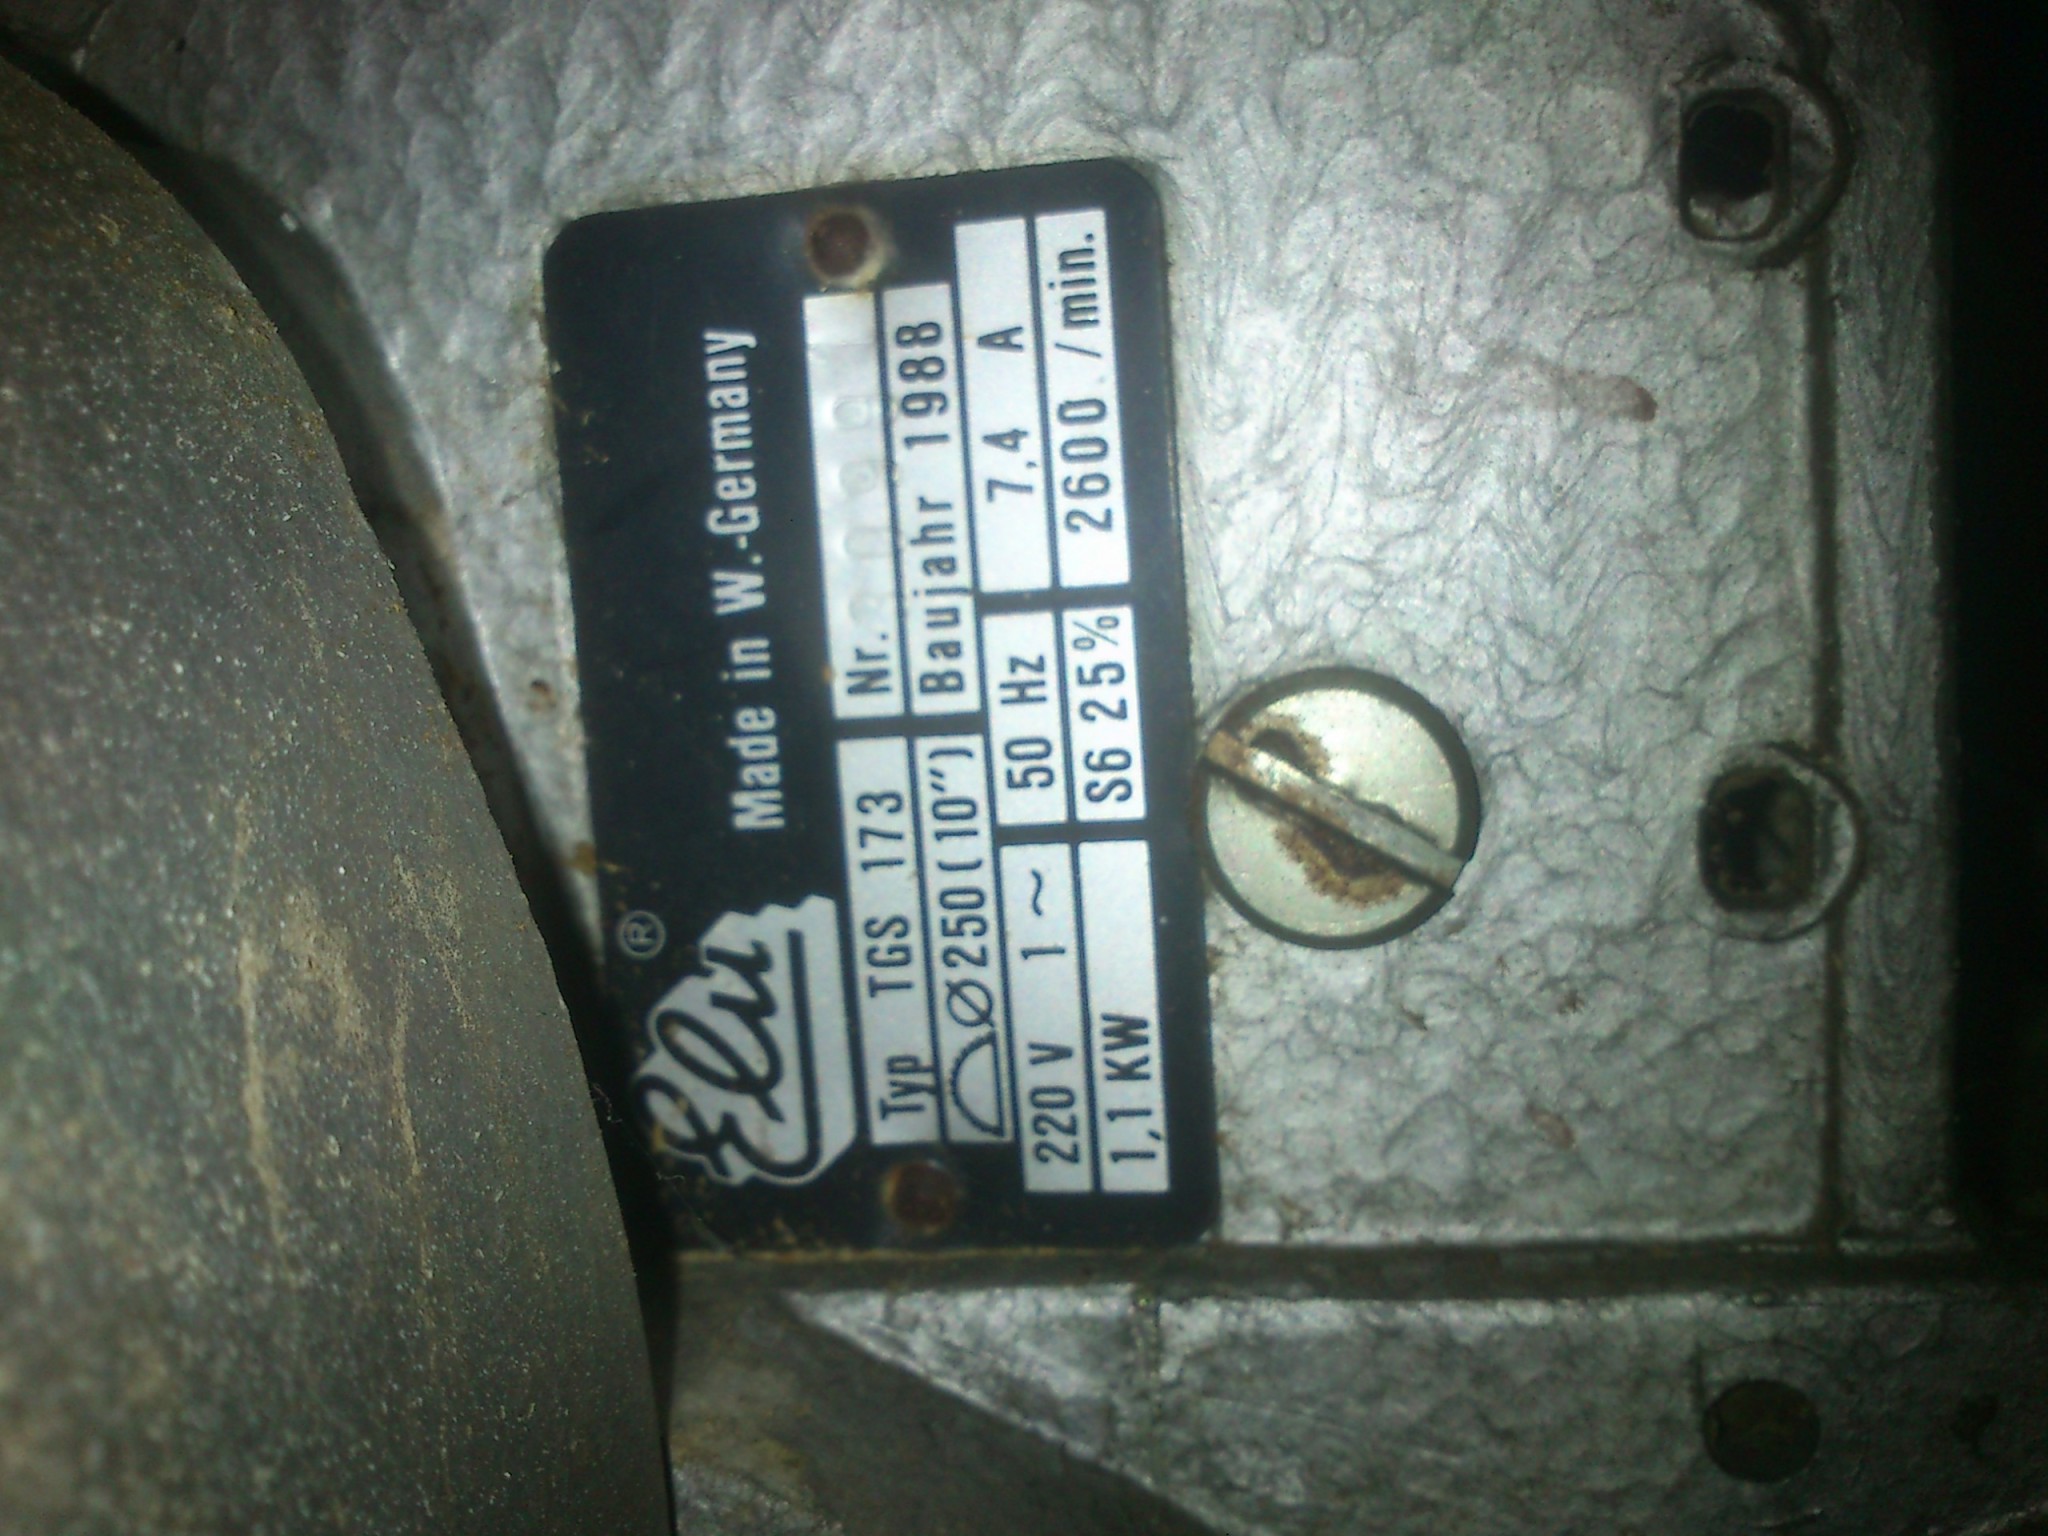 Elu ®
Made in W.-Germany
Typ TGS 173 Nr.
Ø250(10″) Baujahr 1988
220 V 1~ 50 Hz 7,4 A
1,1 KW S6 25% 2600 /min.